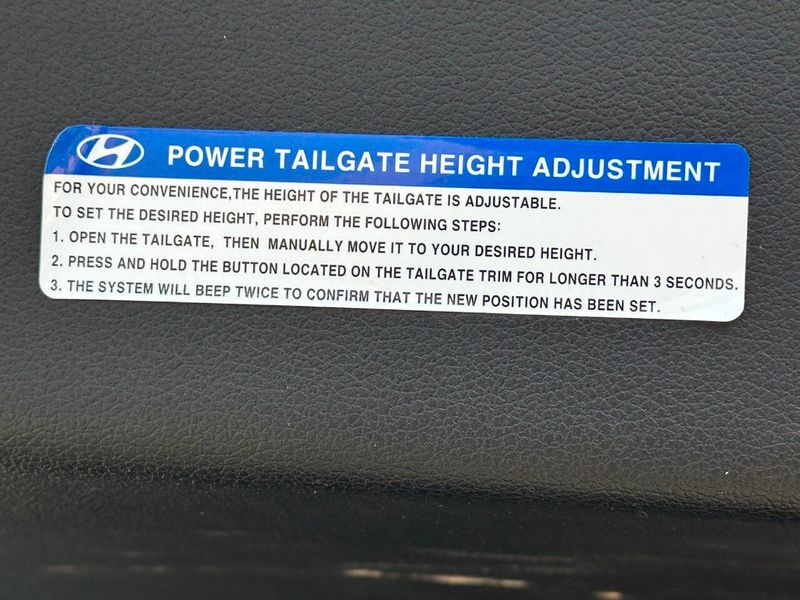 POWER TAILGATE HEIGHT ADJUSTMENT
FOR YOUR CONVENIENCE,THE HEIGHT OF THE TAILGATE IS ADJUSTABLE.
TO SET THE DESIRED HEIGHT, PERFORM THE FOLLOWING STEPS:
1. OPEN THE TAILGATE, THEN MANUALLY MOVE IT TO YOUR DESIRED HEIGHT.
2. PRESS AND HOLD THE BUTTON LOCATED ON THE TAILGATE TRIM FOR LONGER THAN 3 SECONDS.
3. THE SYSTEM WILL BEEP TWICE TO CONFIRM THAT THE NEW POSITION HAS BEEN SET.